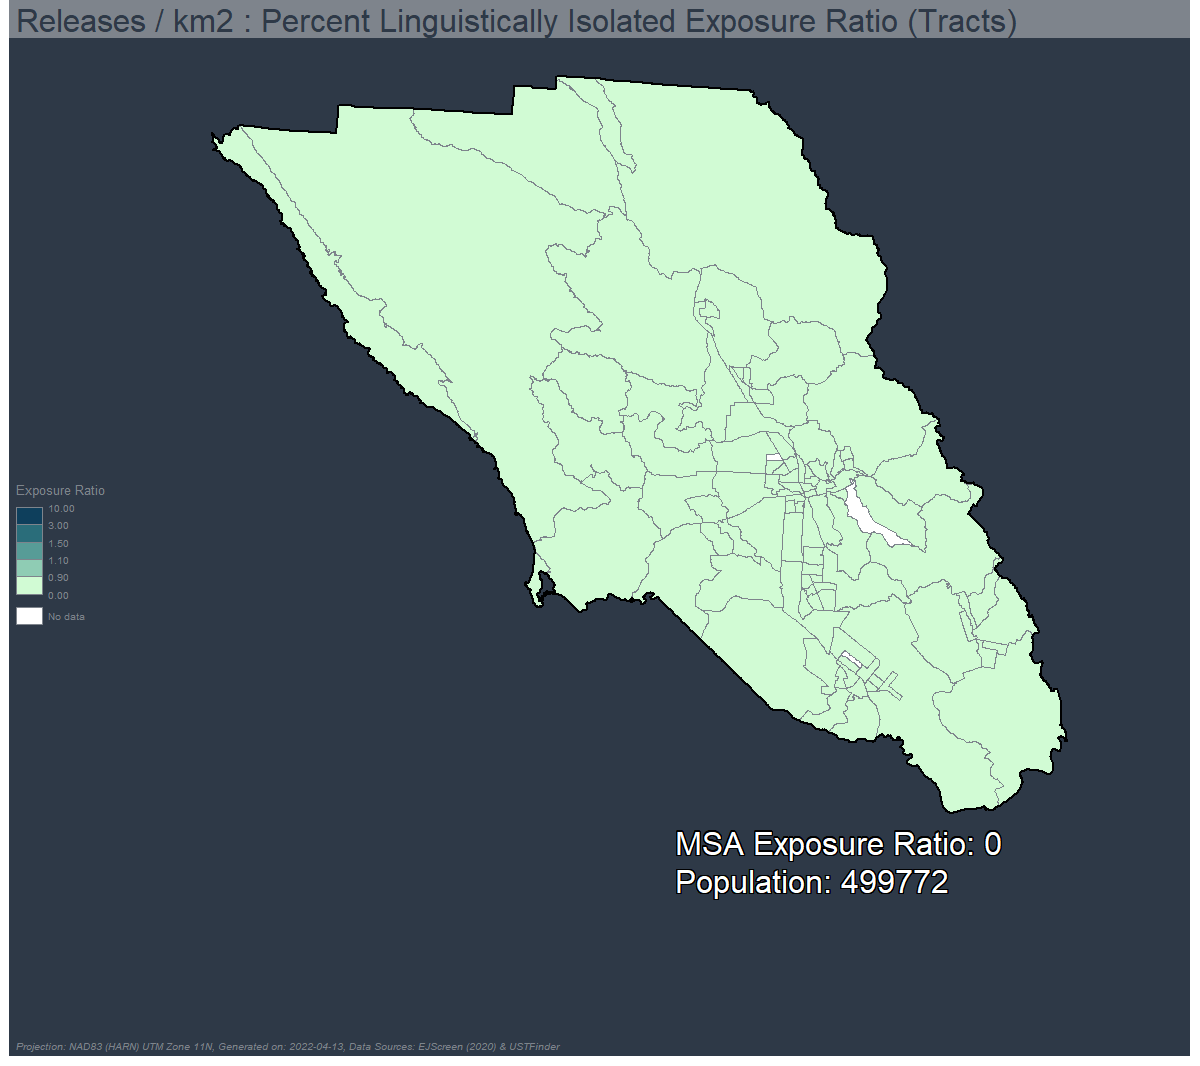 Releases / km2 : Percent Linguistically Isolated Exposure Ratio (Tracts)
Exposure Ratio
10.00
3.00
1.50
1.10
0.90
0.00
No data
MSA Exposure Ratio: 0
Population: 499772
Projection: NAD83 (HARN) UTM Zone 11N, Generated on: 2022-04-13, Data Sources: EJScreen (2020) & USTFinder